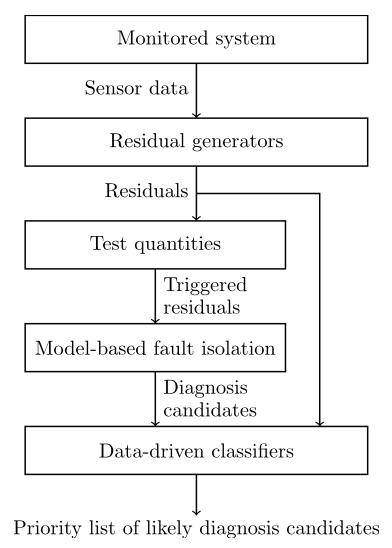 Monitored system
Sensor data
Residual generators
Residuals
Test quantities
Triggered
residuals
Model-based fault isolation
Diagnosis
candidates
Data-driven classifiers
Priority list of likely diagnosis candidates